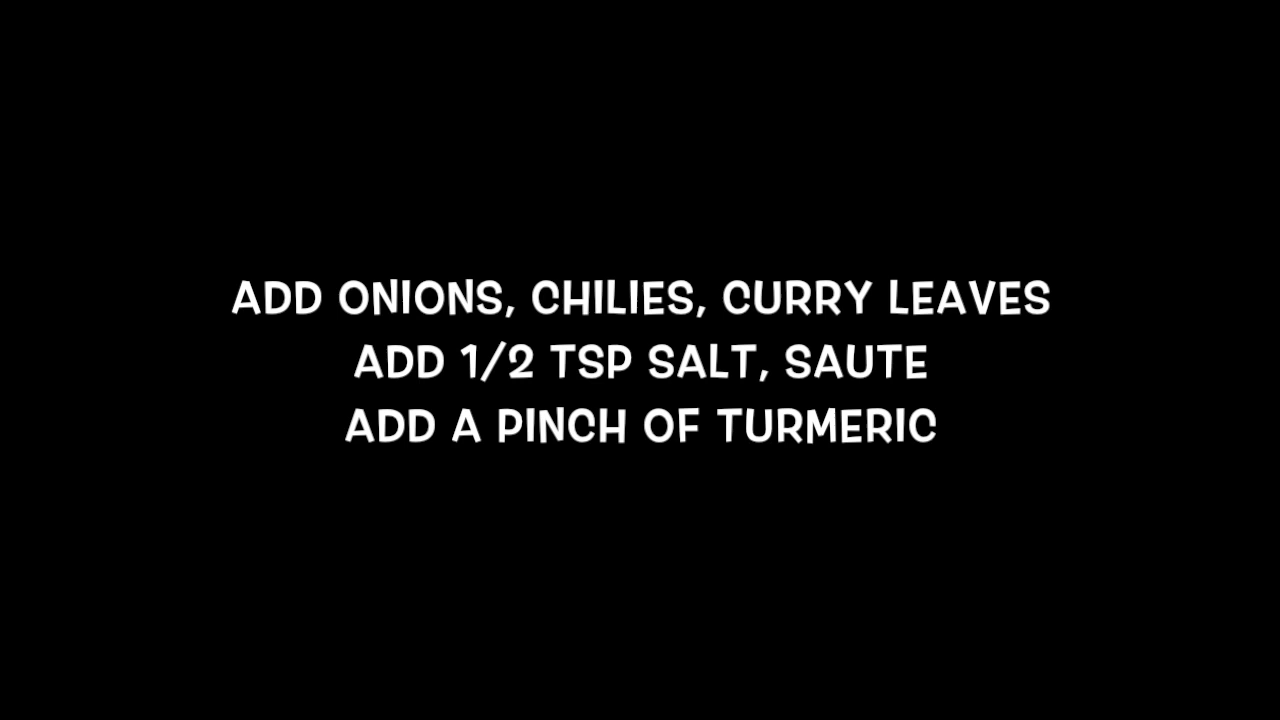 ADD ONIONS, CHILIES, CURRY LEAVES
ADD 1/2 TSP SALT, SAUTE
ADD A PINCH OF TURMERIC